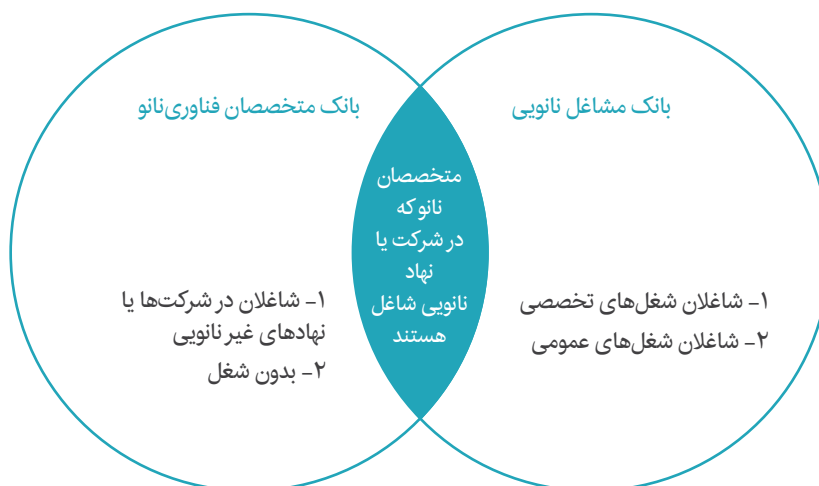 بانک مشاغل نانویی
۱- شاغلان شغل‌های تخصصی
۲- شاغلان شغل‌های عمومی
متخصصان
نانو که
در شرکت یا
نهاد
نانویی شاغل
هستند
بانک متخصصان فناوری‌نانو
۱- شاغلان در شرکت‌ها یا
نهادهای غیر نانویی
۲- بدون شغل